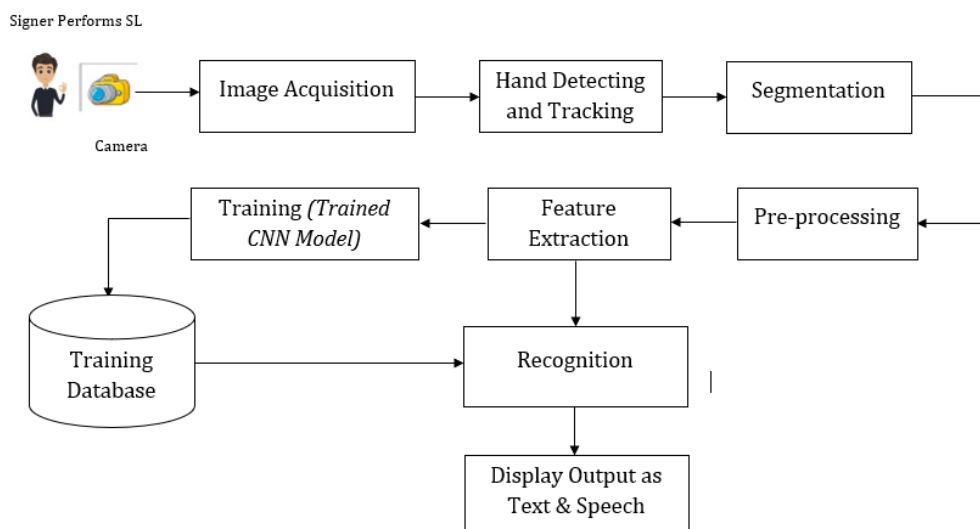 Signer Performs SL
Camera
Image Acquisition
Hand Detecting
and Tracking
Segmentation
Training (Trained
CNN Model)
Feature
Extraction
Pre-processing
Training
Database
Recognition
Display Output as
Text & Speech